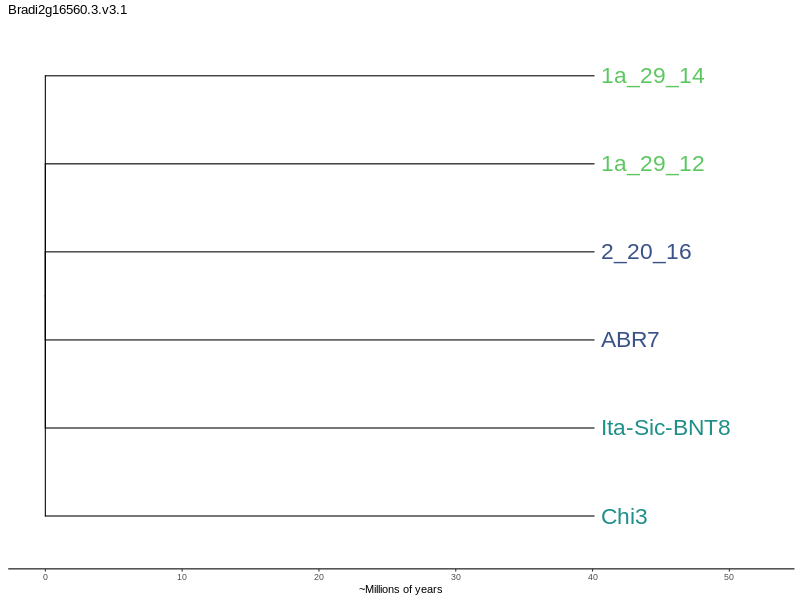 Bradi2g16560.3.v3.1
1a_29_14
1a_29_12
2_20_16
ABR7
Ita-Sic-BNT8
Chi3
0 10 20 30 40 50
~Millions of years